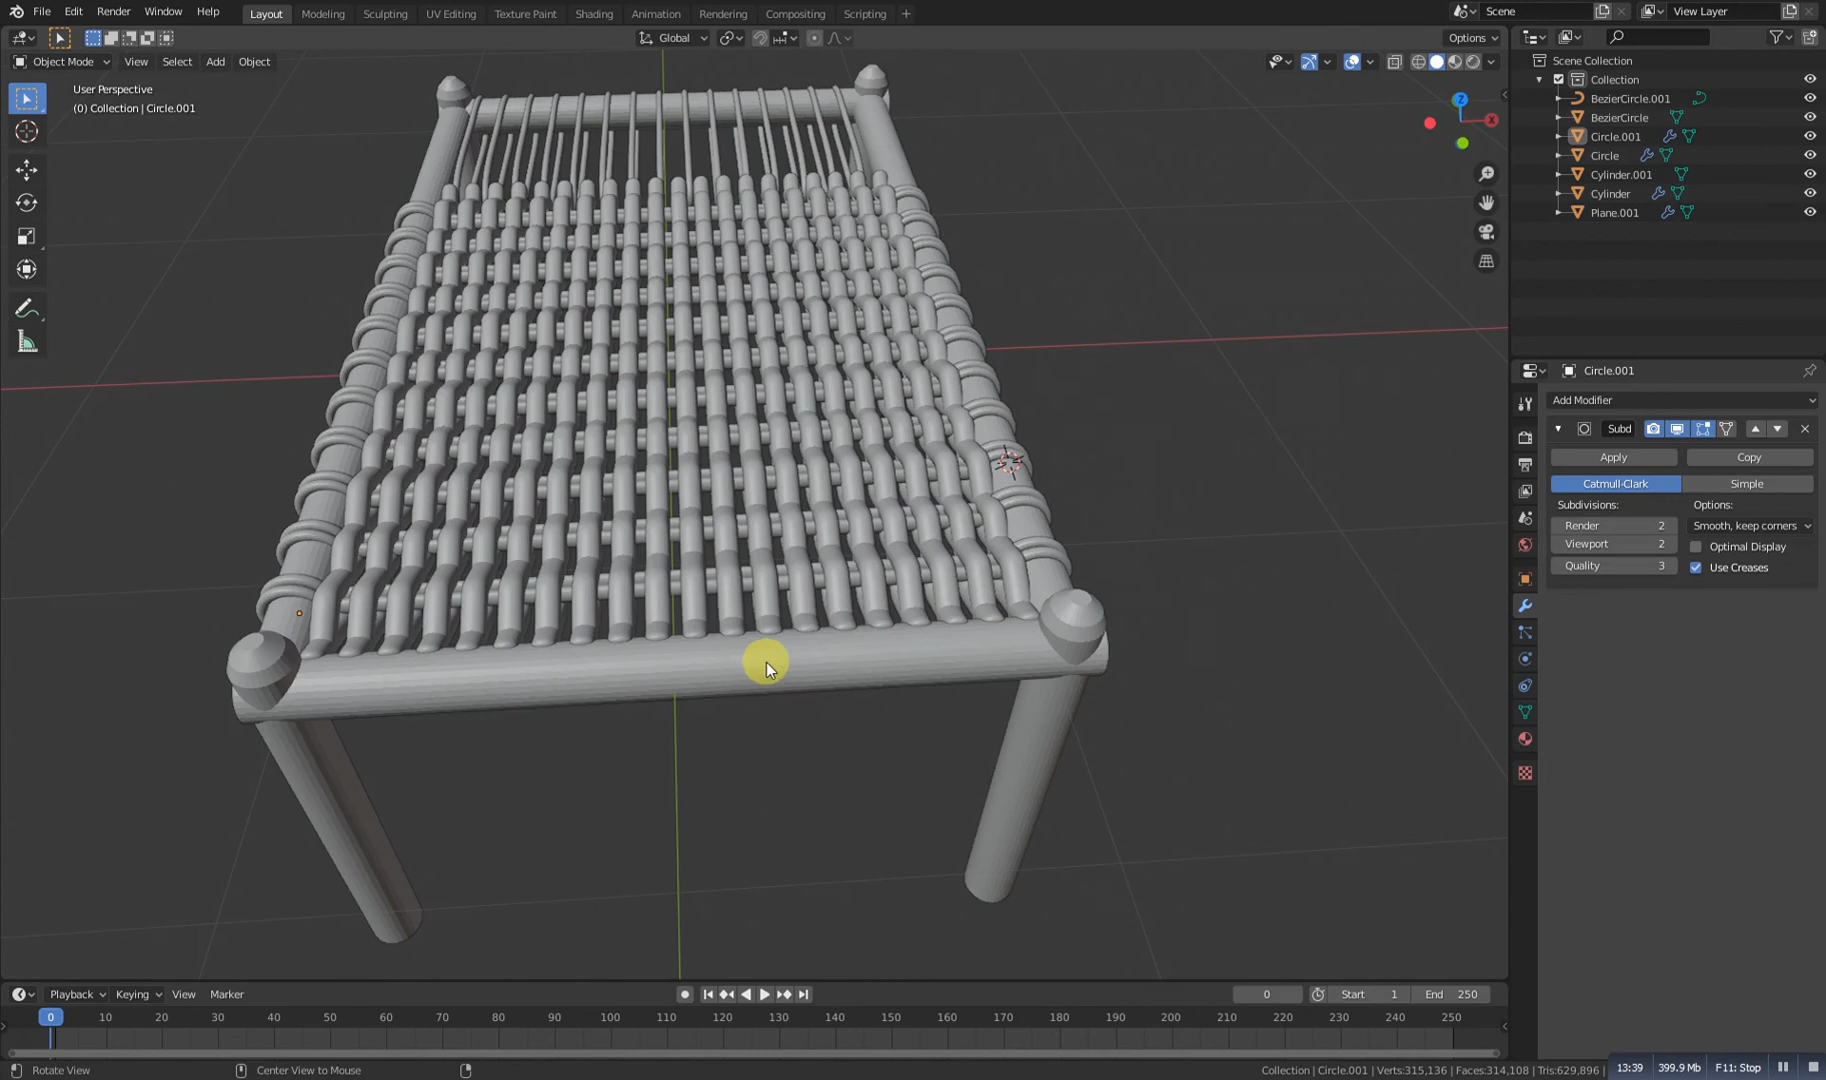 File Edit Render Window Help Layout Modeling Sculpting UV Editing Texture Paint Shading Animation Rendering Compositing Scripting + Scene View Layer
Global Options
Object Mode View Select Add Object
User Perspective
(0) Collection | Circle.001
Z
X
Scene Collection
Collection
BezierCircle.001
BezierCircle
Circle.001
Circle
Cylinder.001
Cylinder
Plane.001
Circle.001
Add Modifier
Subd
Apply Copy
Catmull-Clark Simple
Subdivisions: Options:
Render 2 Smooth, keep corners
Viewport 2 Optimal Display
Quality 3 Use Creases
Playback Keying View Marker 0 Start 1 End 250
0 10 20 30 40 50 60 70 80 90 100 110 120 130 140 150 160 170 180 190 200 210 220 230 240 250
Rotate View Center View to Mouse Collection | Circle.001 | Verts:315,136 | Faces:314,108 | Tris:629,896 | 13:39 399.9 Mb F11: Stop